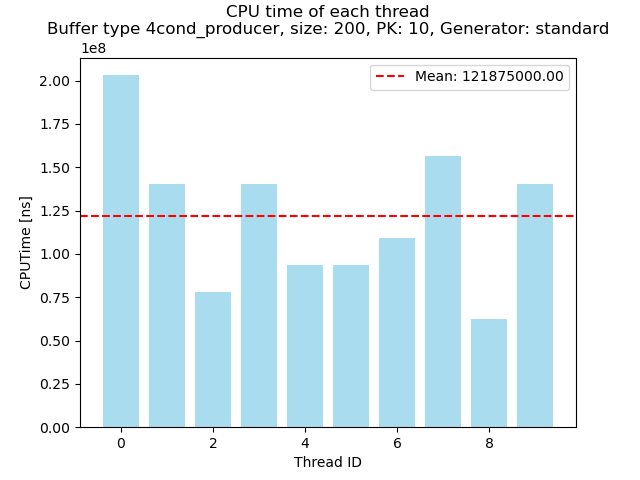 CPU time of each thread
Buffer type 4cond_producer, size: 200, PK: 10, Generator: standard
1e8
Mean: 121875000.00
2.00
1.75
1.50
1.25
1.00
0.75
0.50
0.25
0.00
CPUTime [ns]
0 2 4 6 8
Thread ID